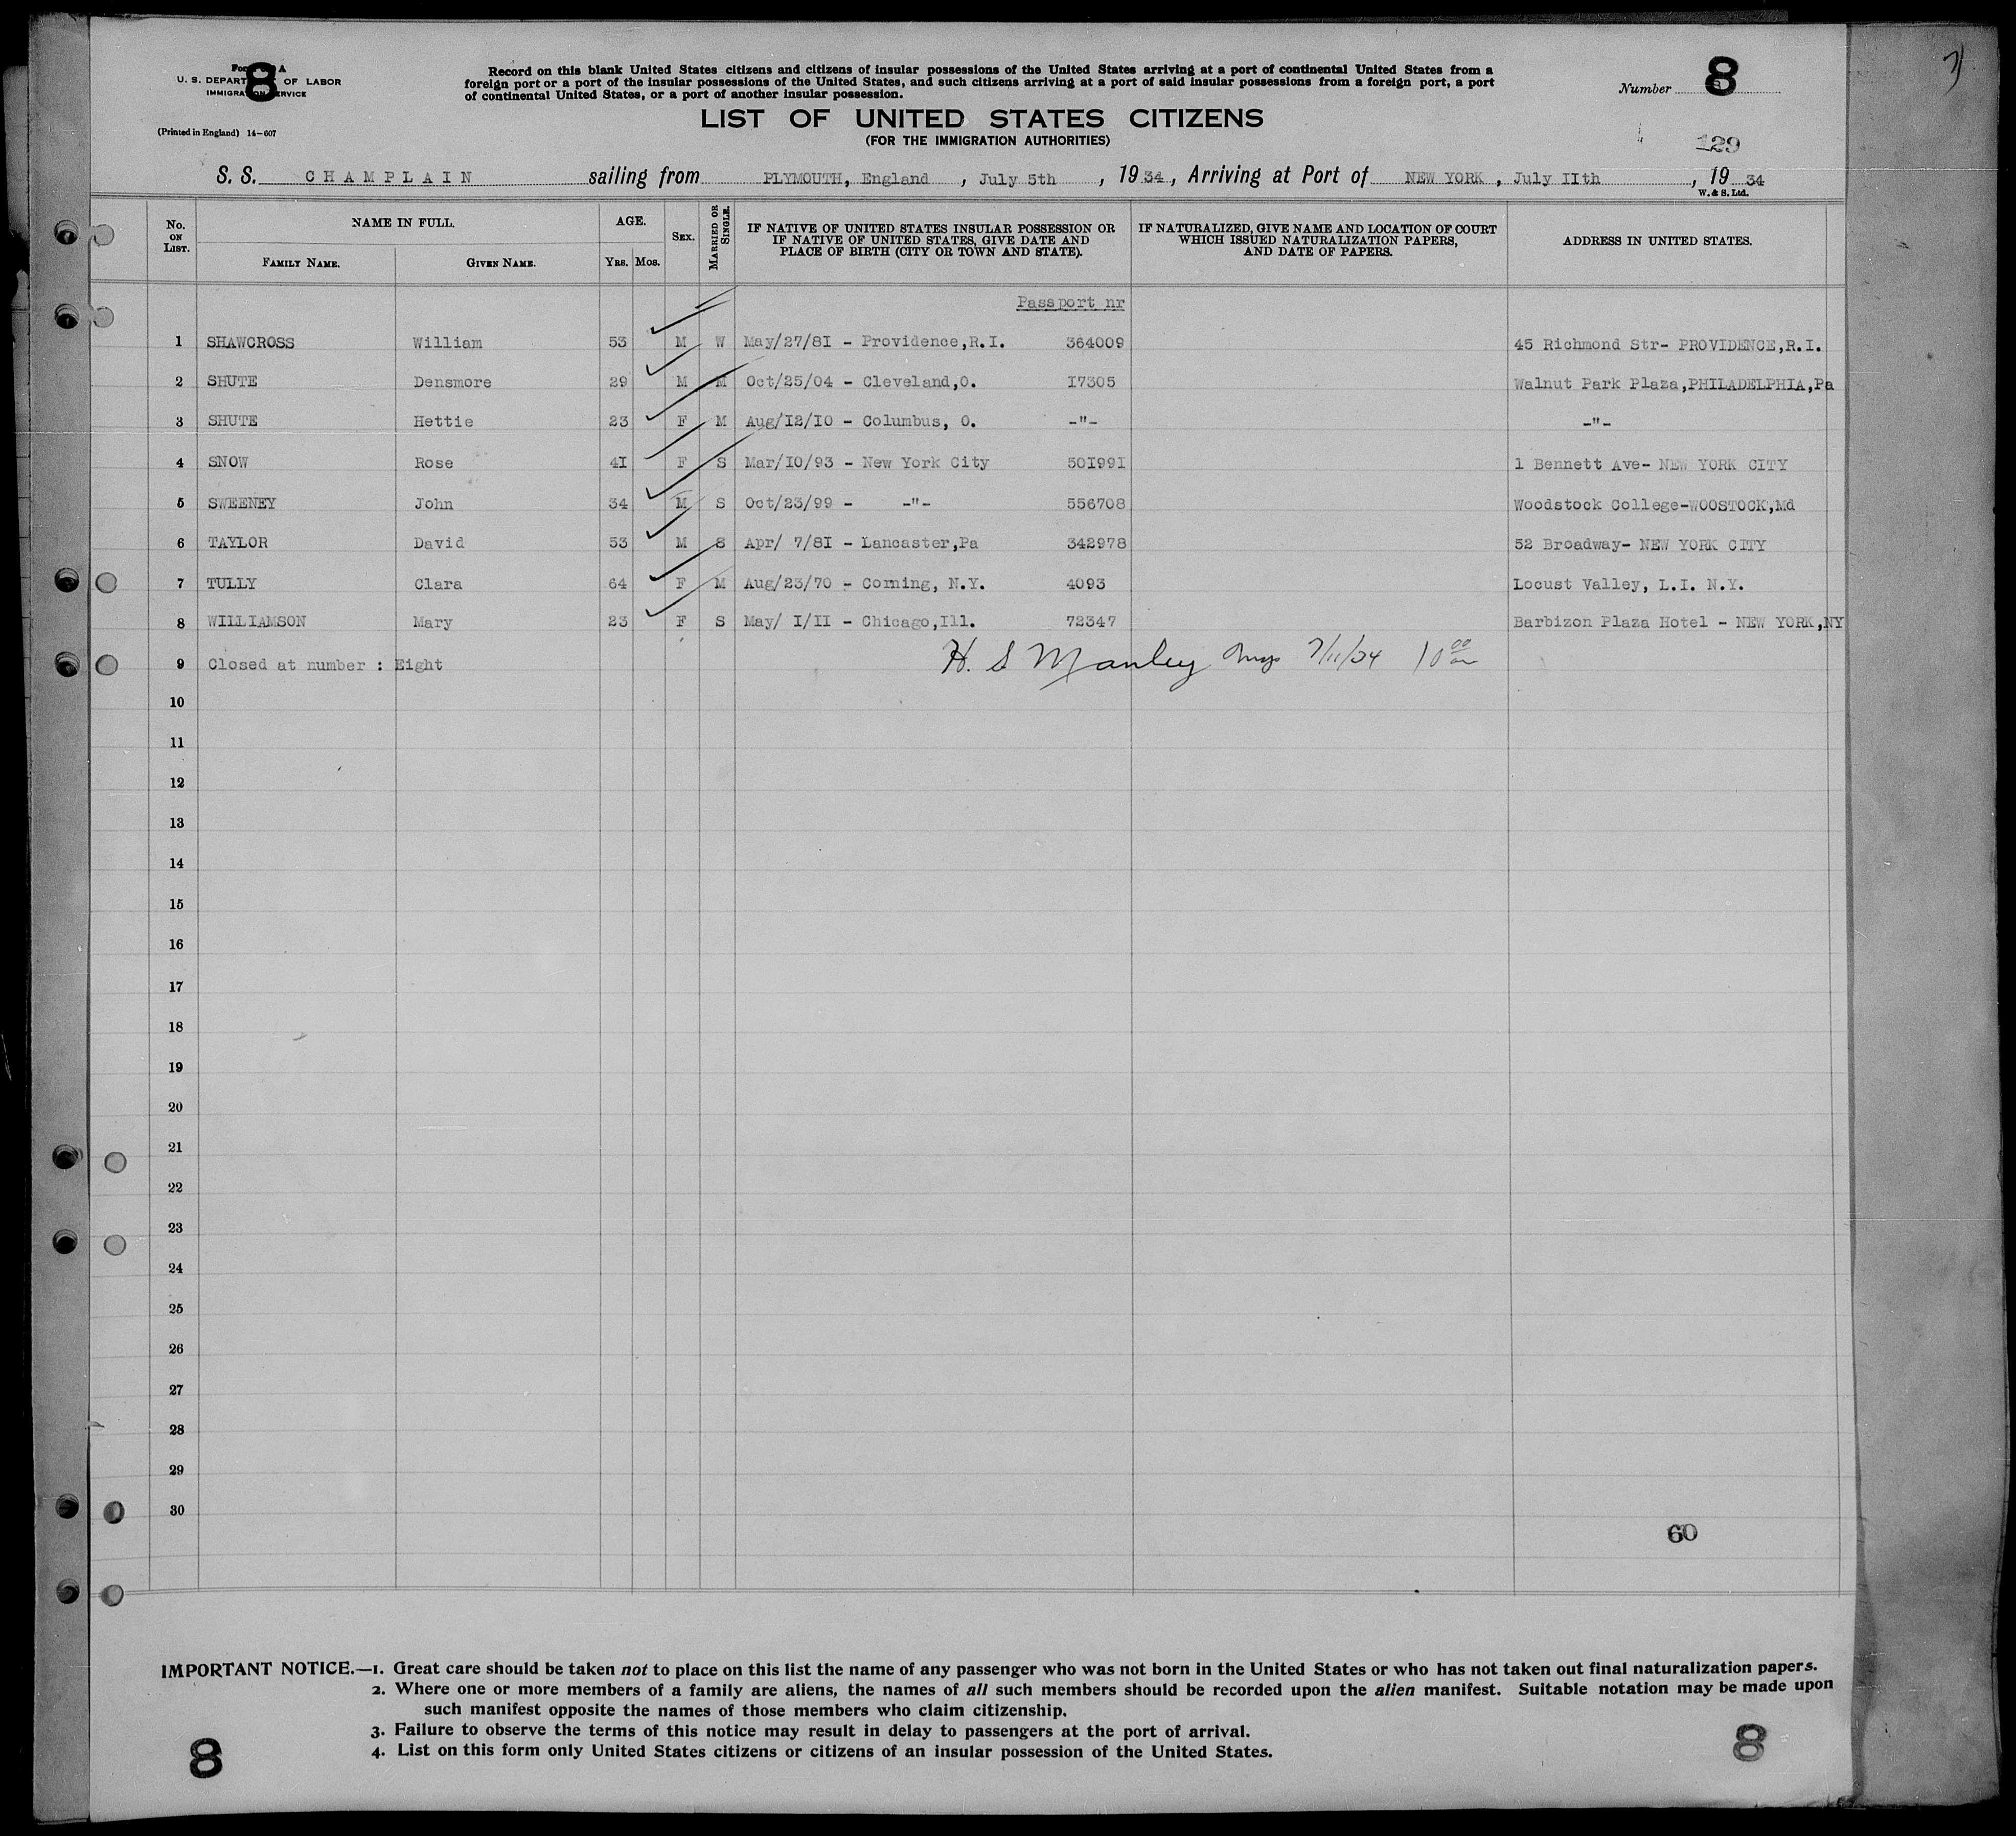 8
U. S. DEPART OF LABOR
IMMIGRATION SERVICE
(Printed in England) 14-607
Record on this blank United States citizens and citizens of insular possessions of the United States arriving at a port of continental United States from a
foreign port or a port of the insular possessions of the United States, and such citizens arriving at a port of said insular possessions from a foreign port, a port
of continental United States, or a port of another insular possession.
Number 8
LIST OF UNITED STATES CITIZENS
(FOR THE IMMIGRATION AUTHORITIES)
129
S. S. CHAMPLAIN sailing from PLYMOUTH, England, July 5th, 1934, Arriving at Port of NEW YORK, July IIth, 1934
W. & S. Ltd.
No. ON LIST. NAME IN FULL. FAMILY NAME. GIVEN NAME. AGE. YRS. MOS. SEX. MARRIED OR SINGLE. IF NATIVE OF UNITED STATES INSULAR POSSESSION OR IF NATIVE OF UNITED STATES, GIVE DATE AND PLACE OF BIRTH (CITY OR TOWN AND STATE). IF NATURALIZED, GIVE NAME AND LOCATION OF COURT WHICH ISSUED NATURALIZATION PAPERS, AND DATE OF PAPERS. ADDRESS IN UNITED STATES.
Passport nr
1 SHAWCROSS William 53 M W May/27/8I - Providence,R.I. 364009 45 Richmond Str- PROVIDENCE,R.I.
2 SHUTE Densmore 29 M M Oct/25/04 - Cleveland,O. I7305 Walnut Park Plaza,PHILADELPHIA,Pa
3 SHUTE Hettie 23 F M Aug/I2/I0 - Columbus, O. -"- -"-
4 SNOW Rose 4I F S Mar/I0/93 - New York City 50I99I 1 Bennett Ave- NEW YORK CITY
5 SWEENEY John 34 M S Oct/23/99 - -"- 556708 Woodstock College-WOOSTOCK,Md
6 TAYLOR David 53 M S Apr/ 7/8I - Lancaster,Pa 342978 52 Broadway- NEW YORK CITY
7 TULLY Clara 64 F M Aug/23/70 - Corning, N.Y. 4093 Locust Valley, L.I. N.Y.
8 WILLIAMSON Mary 23 F S May/ I/II - Chicago,Ill. 72347 Barbizon Plaza Hotel - NEW YORK,NY
9 Closed at number : Eight H. S Manley 7/11/34 10 00
10
11
12
13
14
15
16
17
18
19
20
21
22
23
24
25
26
27
28
29
30
60
IMPORTANT NOTICE.—1. Great care should be taken not to place on this list the name of any passenger who was not born in the United States or who has not taken out final naturalization papers.
2. Where one or more members of a family are aliens, the names of all such members should be recorded upon the alien manifest. Suitable notation may be made upon
such manifest opposite the names of those members who claim citizenship.
3. Failure to observe the terms of this notice may result in delay to passengers at the port of arrival.
4. List on this form only United States citizens or citizens of an insular possession of the United States.
8
8